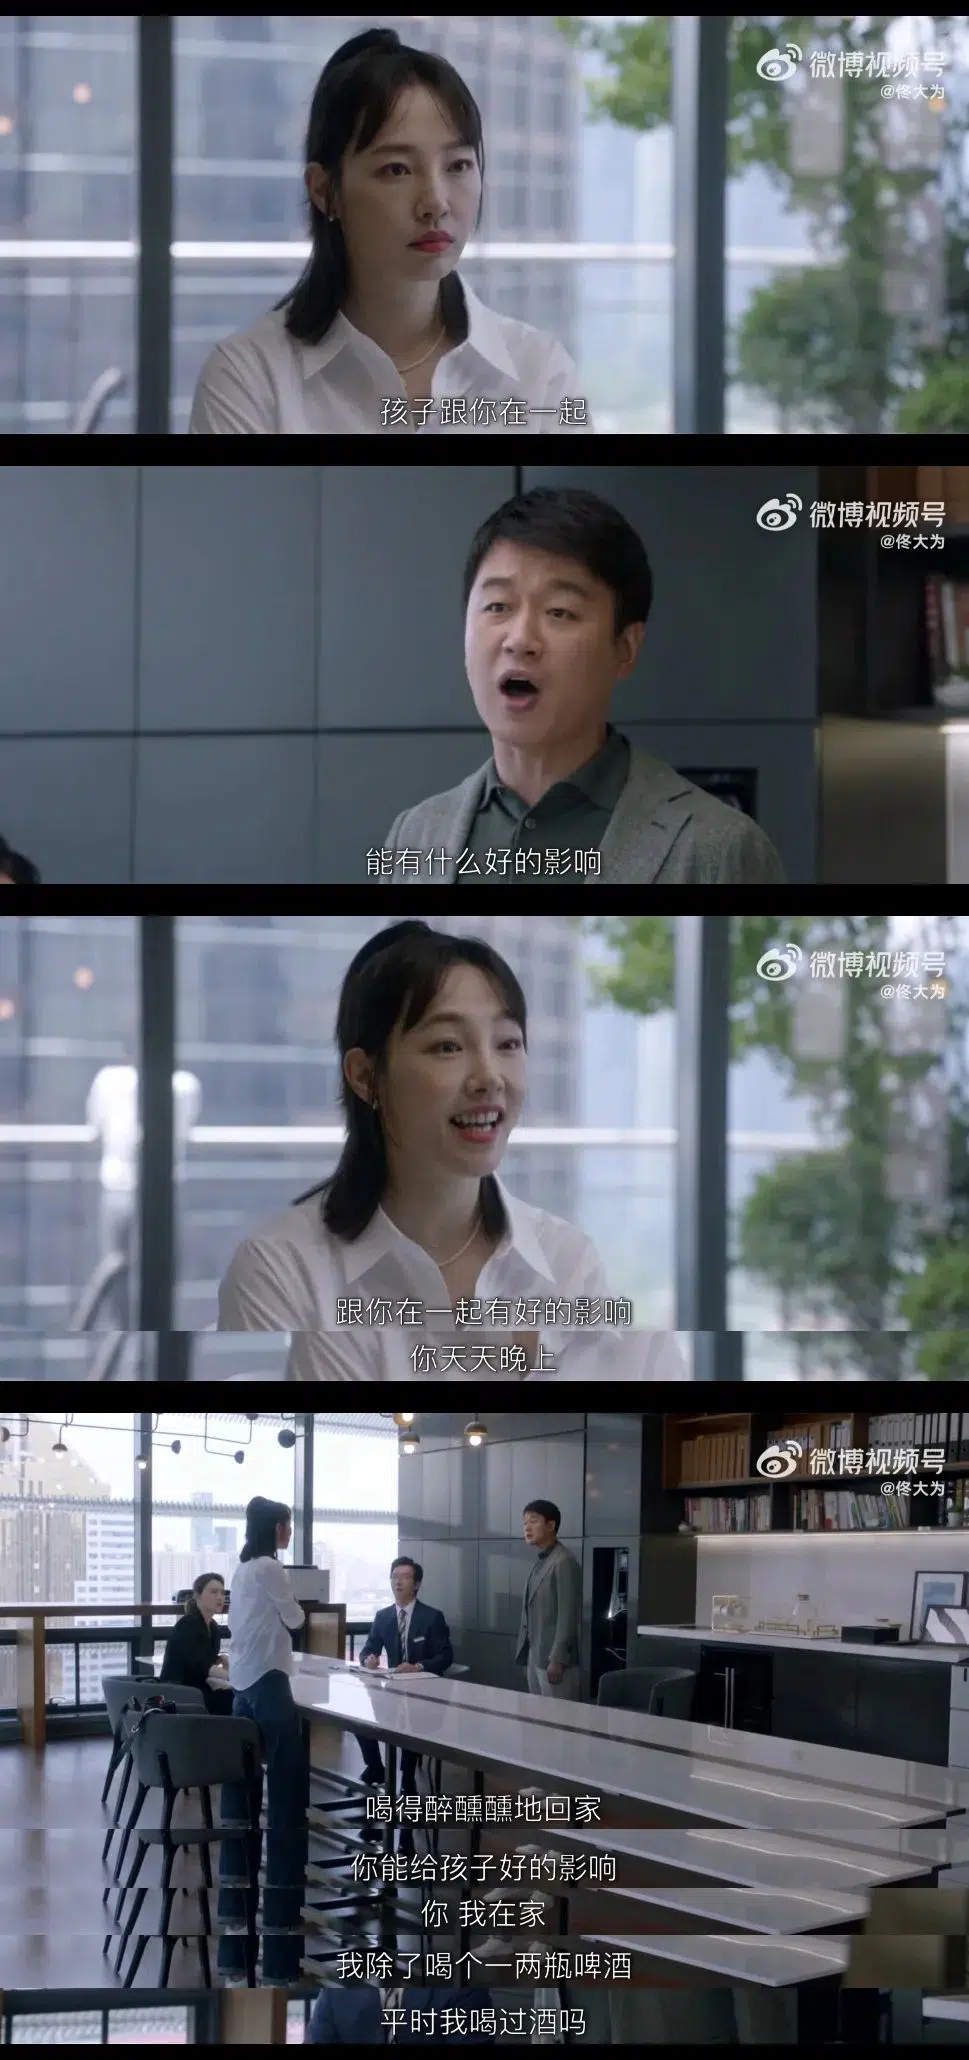 微博视频号
@佟大为
孩子跟你在一起
微博视频号
@佟大为
能有什么好的影响
微博视频号
@佟大为
跟你在一起有好的影响
你天天晚上
微博视频号
@佟大为
喝得醉醺醺地回家
你能给孩子好的影响
你 我在家
我除了喝个一两瓶啤酒
平时我喝过酒吗